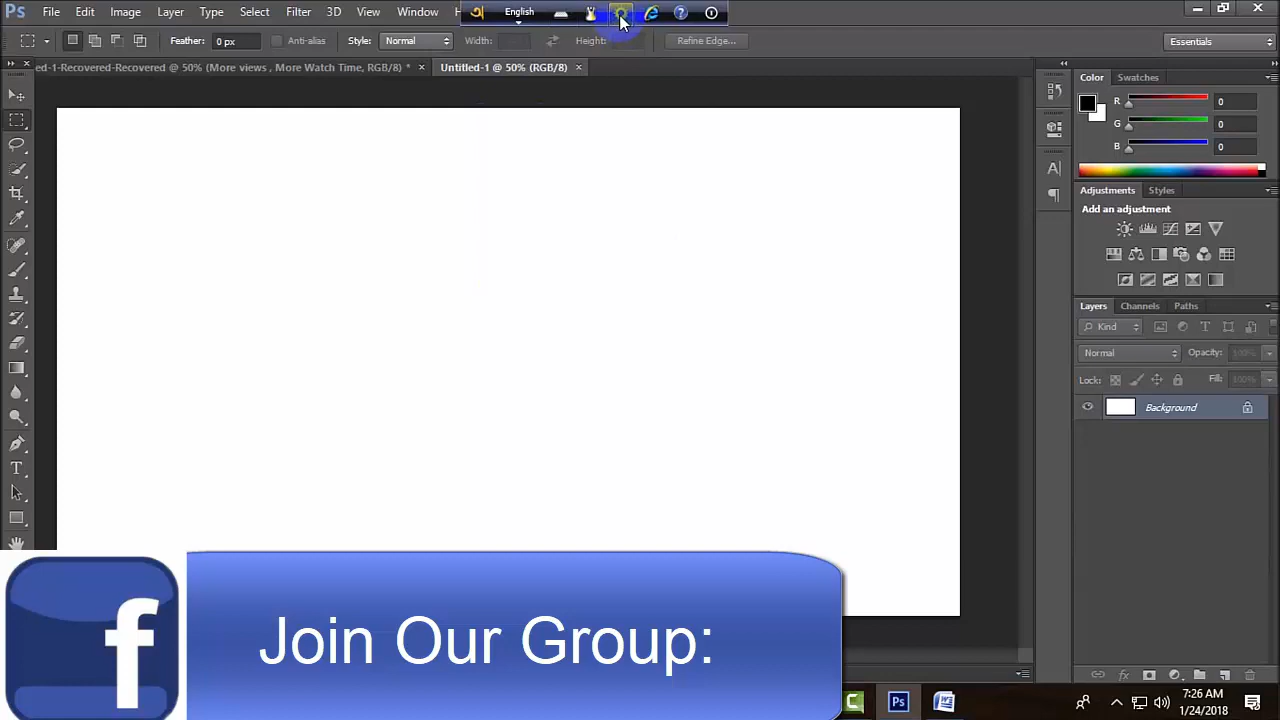 Ps File Edit Image Layer Type Select Filter 3D View Window H
অ English
Feather: 0 px Anti-alias Style: Normal Width: Height: Refine Edge... Essentials
ed-1-Recovered-Recovered @ 50% (More views , More Watch Time, RGB/8) * × Untitled-1 @ 50% (RGB/8) ×
Color Swatches
R 0
G 0
B 0
Adjustments Styles
Add an adjustment
Layers Channels Paths
Kind
Normal Opacity: 100%
Lock: Fill: 100%
Background
f Join Our Group:
Ps
7:26 AM
1/24/2018